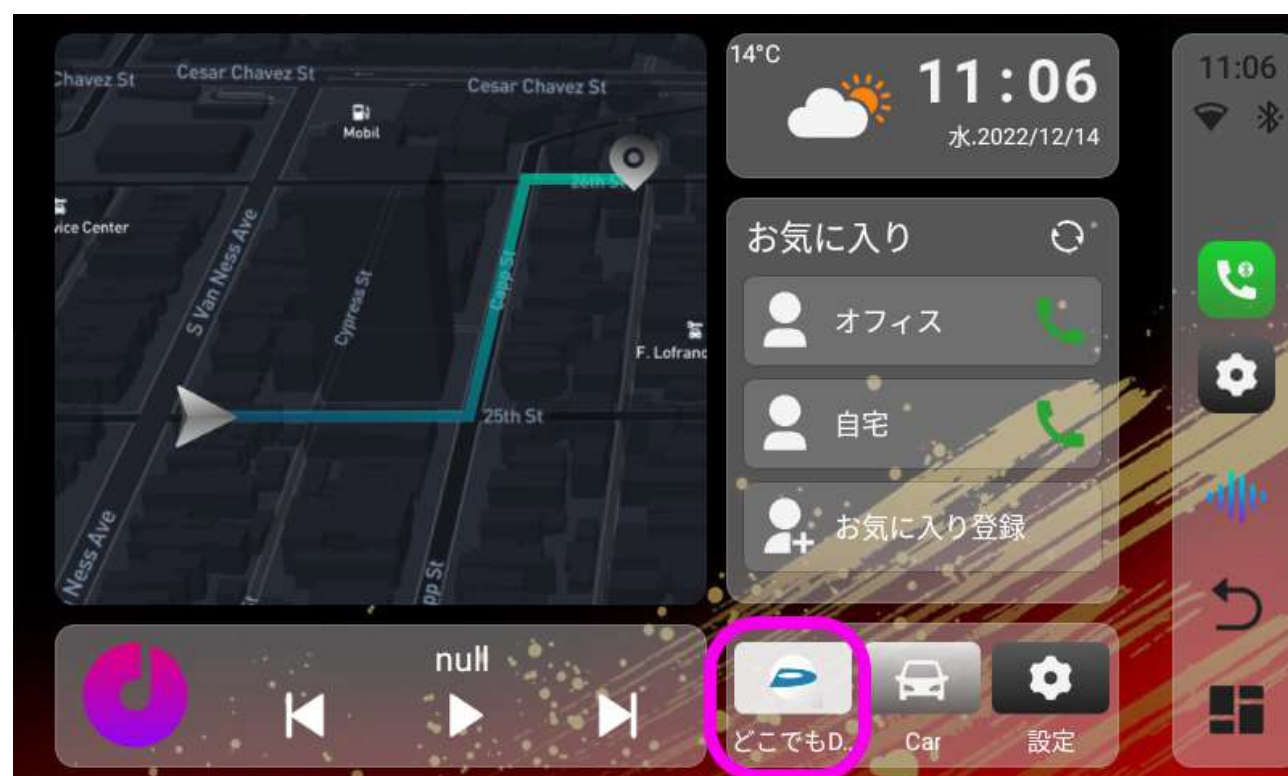 Chavez St
Cesar Chavez St
Cesar Chavez St
Mobil
26th St
vice Center
S Van Ness Ave
Cypress St
Capp St
F. Lofranc
25th St
Ness Ave
pp St
14°C
11:06
水.2022/12/14
お気に入り
オフィス
自宅
お気に入り登録
null
どこでもD..
Car
設定
11:06